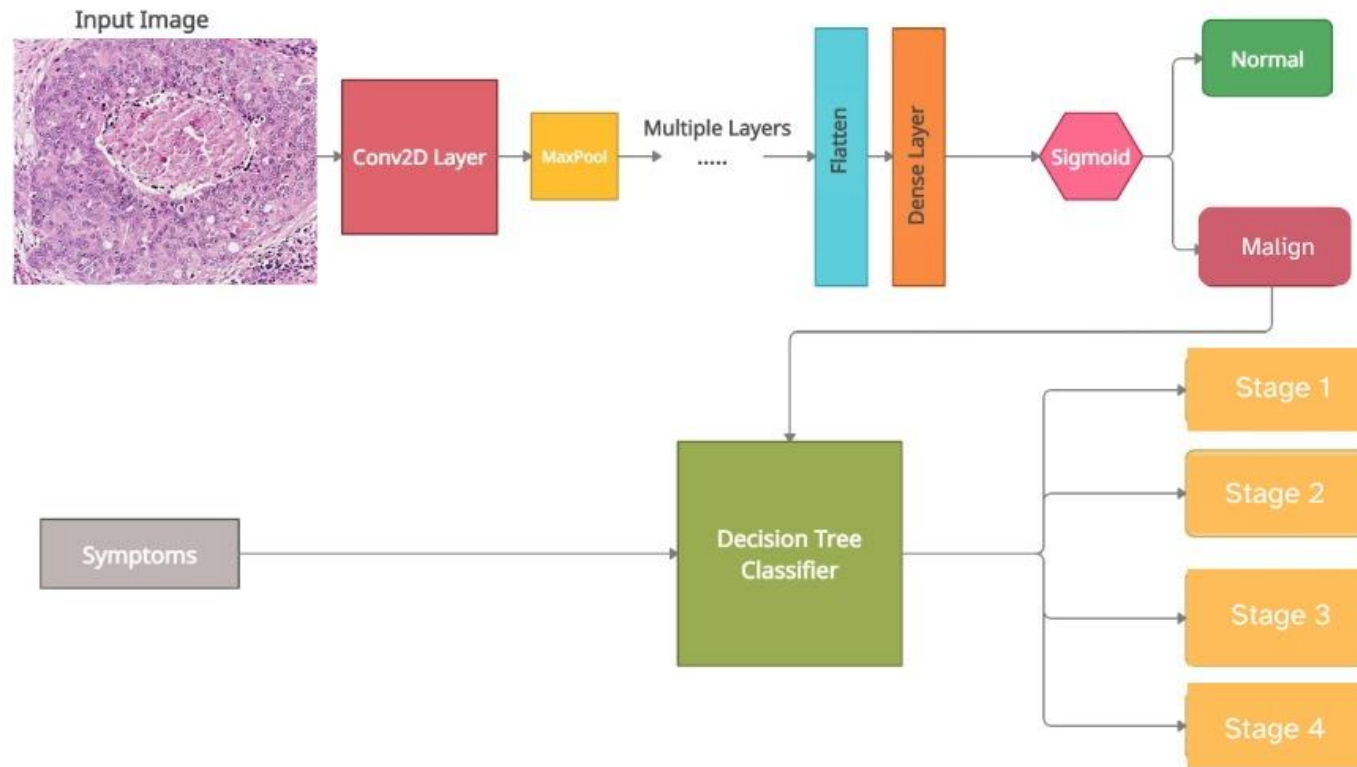 Input Image
Conv2D Layer
MaxPool
Multiple Layers
.....
Flatten
Dense Layer
Sigmoid
Normal
Malign
Symptoms
Decision Tree
Classifier
Stage 1
Stage 2
Stage 3
Stage 4